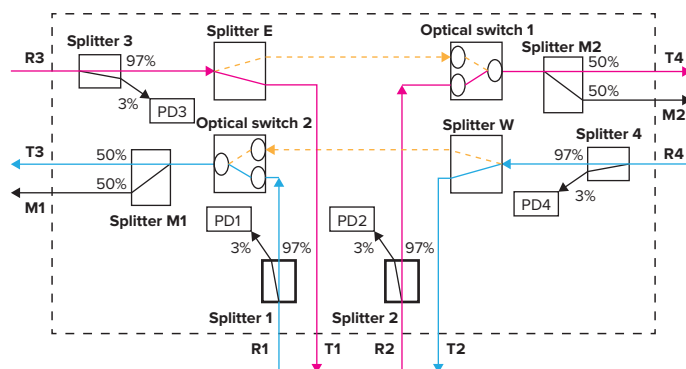 Splitter 3
Splitter E
Optical switch 1
Splitter M2
R3
97%
50%
T4
3%
PD3
50%
M2
Optical switch 2
Splitter W
Splitter 4
T3
50%
97%
R4
50%
3%
M1
Splitter M1
PD1
PD2
PD4
3%
97%
3%
97%
Splitter 1
Splitter 2
R1
T1
R2
T2